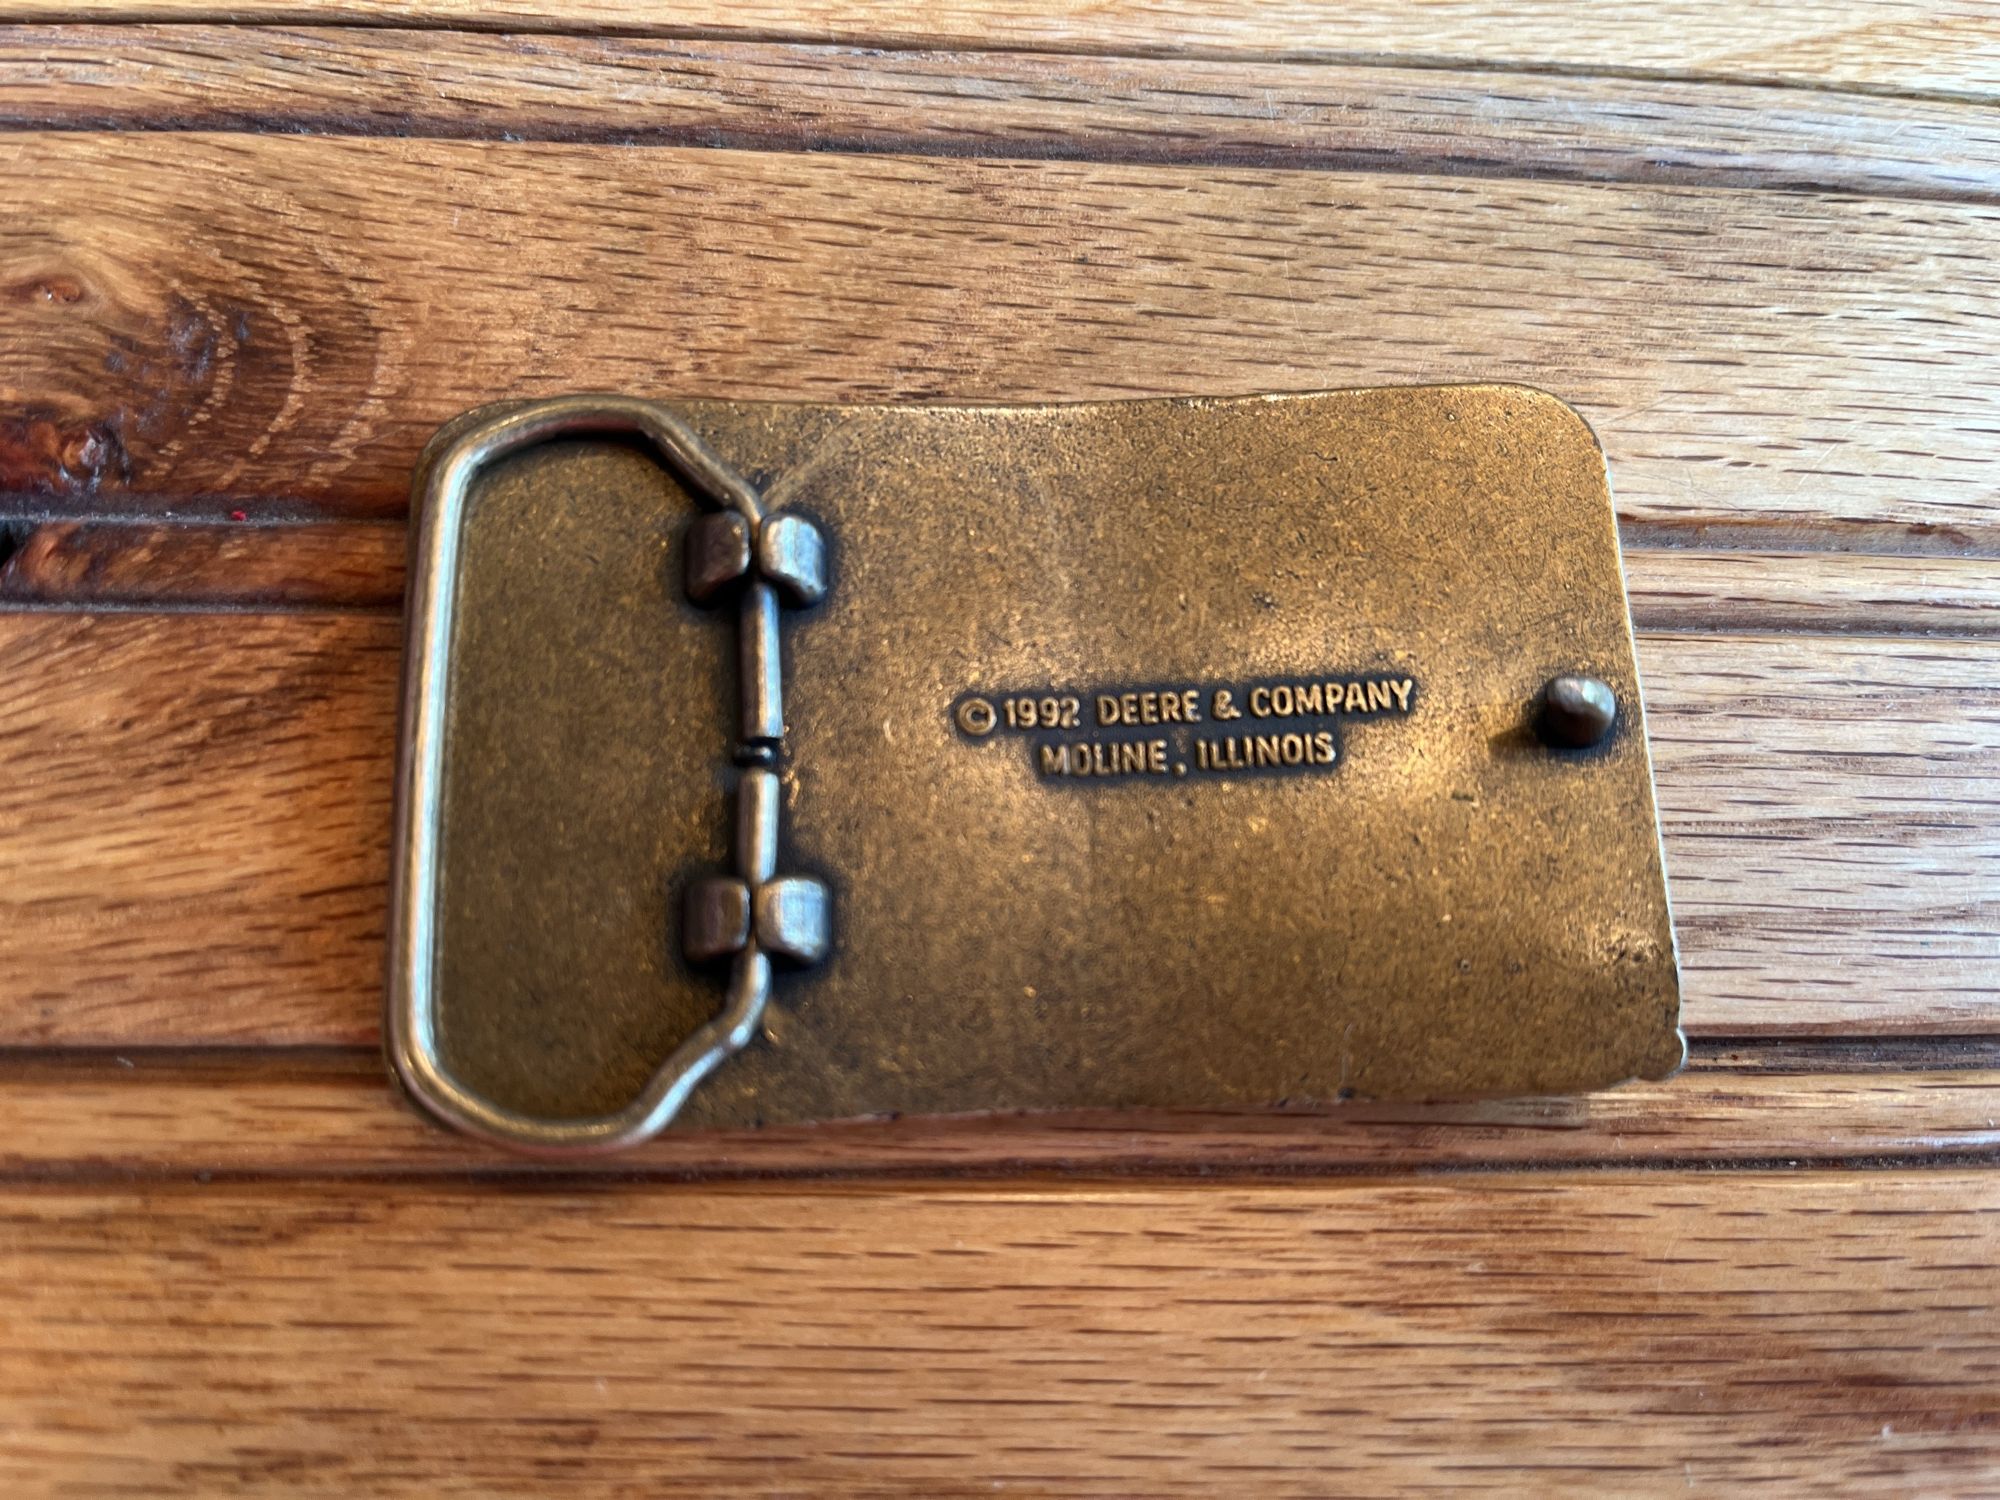 © 1992 DEERE & COMPANY
MOLINE, ILLINOIS